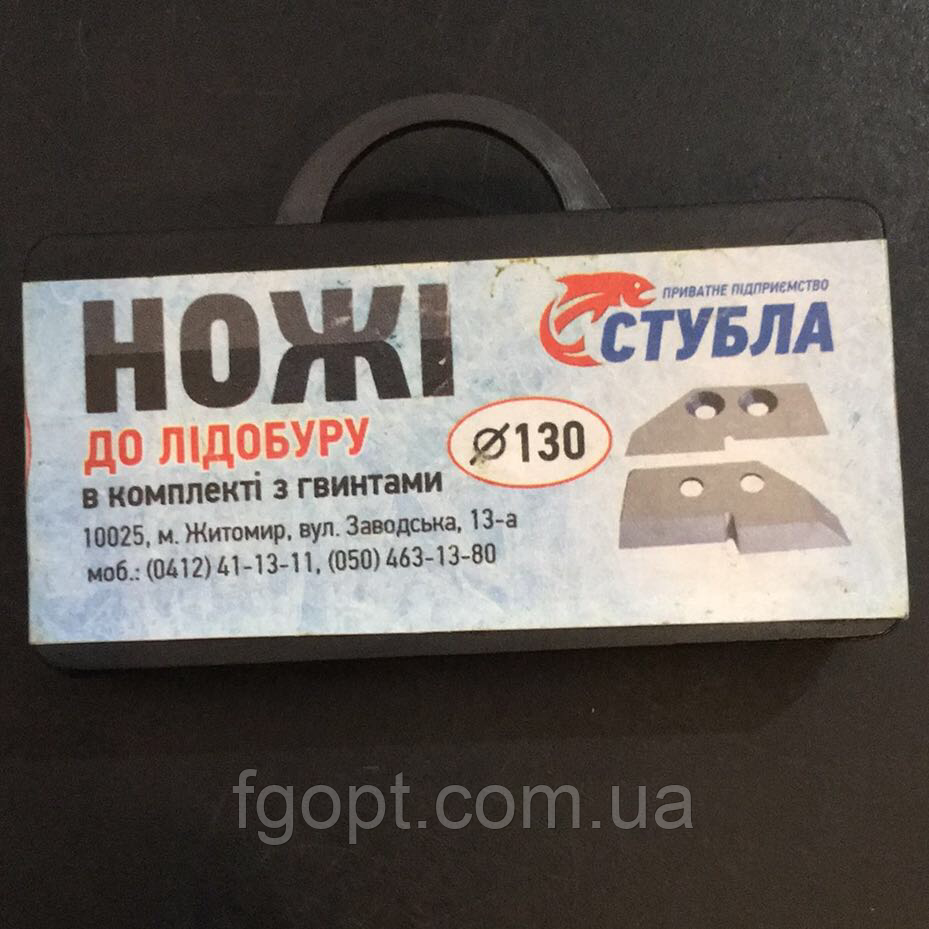 НОЖІ
ДО ЛІДОБУРУ
в комплекті з гвинтами
10025, м. Житомир, вул. Заводська, 13-а
моб.: (0412) 41-13-11, (050) 463-13-80
ПРИВАТНЕ ПІДПРИЄМСТВО
СТУБЛА
⌀130
fgopt.com.ua